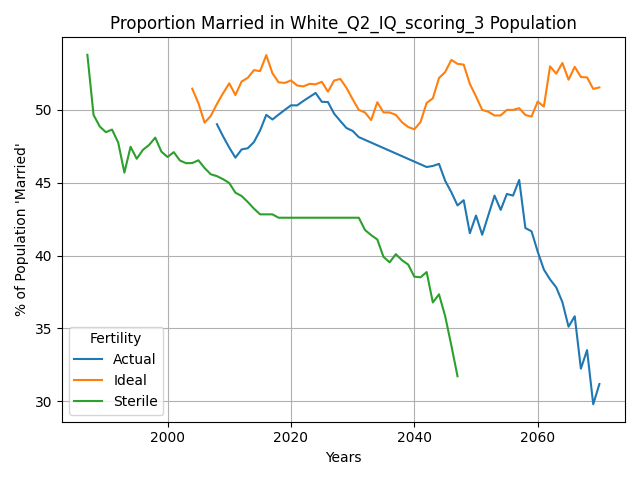 Proportion Married in White_Q2_IQ_scoring_3 Population
% of Population 'Married'
50
45
40
35
30
Fertility
Actual
Ideal
Sterile
2000
2020
2040
2060
Years